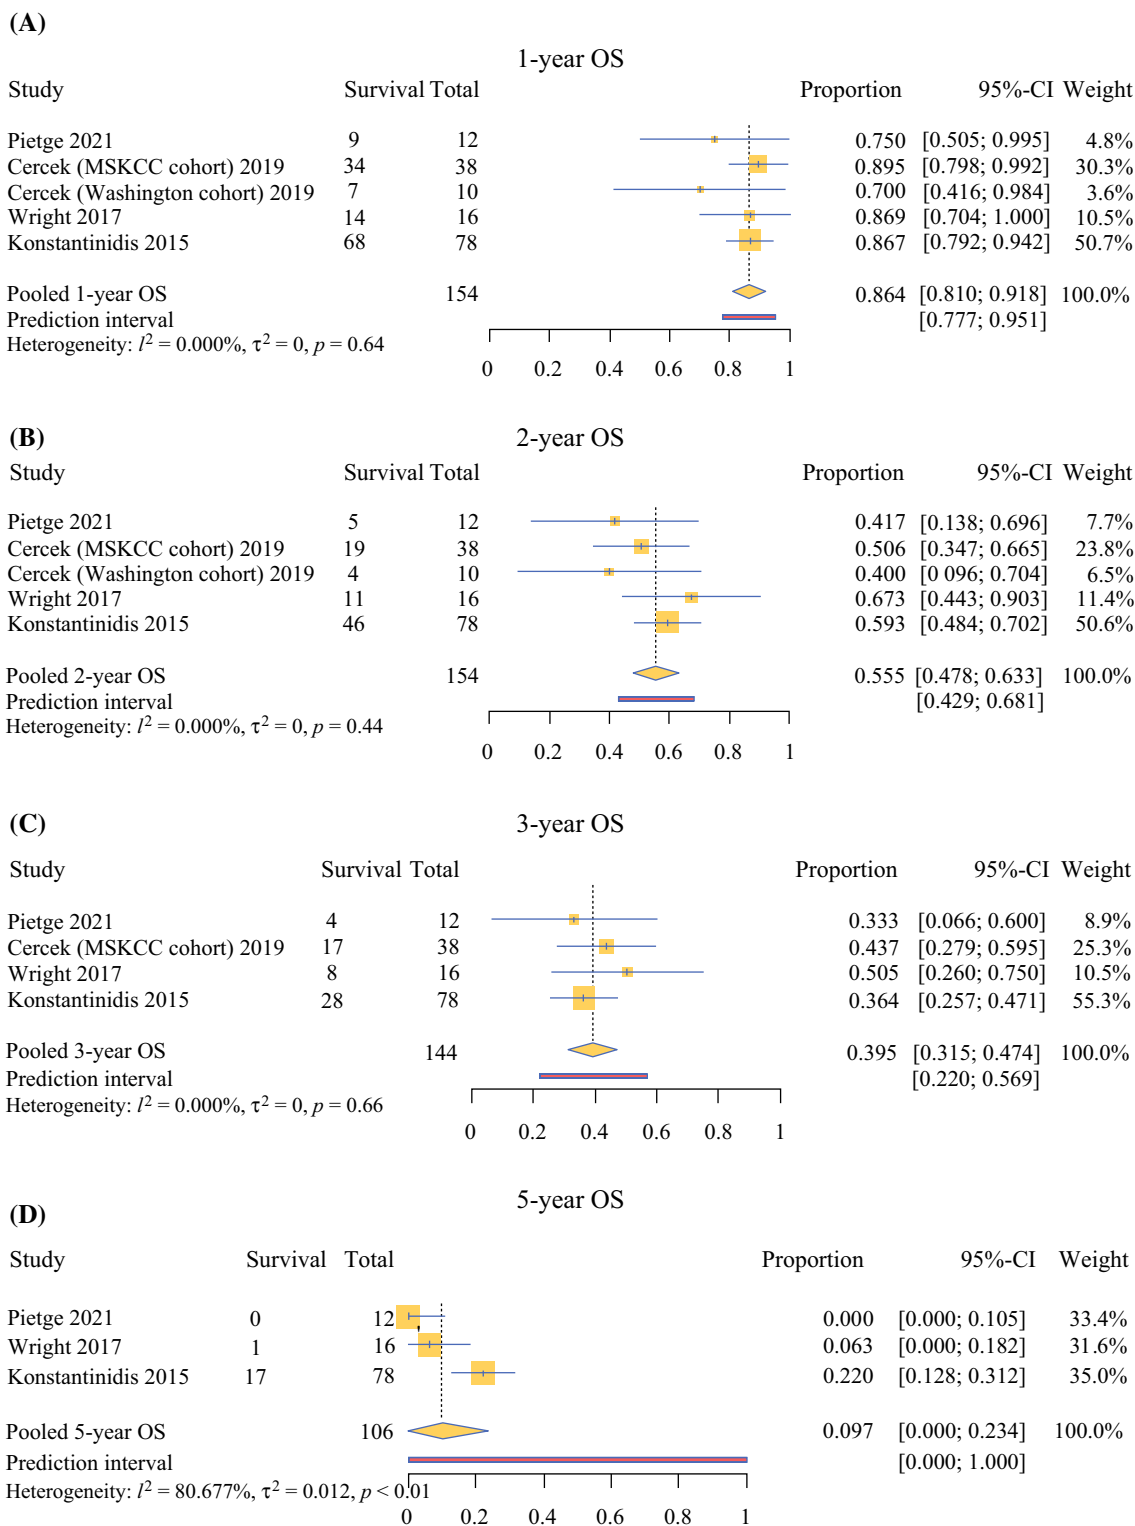 (A)
1-year OS
Study Survival Total Proportion 95%-CI Weight
Pietge 2021 9 12 0.750 [0.505; 0.995] 4.8%
Cercek (MSKCC cohort) 2019 34 38 0.895 [0.798; 0.992] 30.3%
Cercek (Washington cohort) 2019 7 10 0.700 [0.416; 0.984] 3.6%
Wright 2017 14 16 0.869 [0.704; 1.000] 10.5%
Konstantinidis 2015 68 78 0.867 [0.792; 0.942] 50.7%
Pooled 1-year OS 154 0.864 [0.810; 0.918] 100.0%
Prediction interval [0.777; 0.951]
Heterogeneity: I² = 0.000%, τ² = 0, p = 0.64
0 0.2 0.4 0.6 0.8 1
(B)
2-year OS
Study Survival Total Proportion 95%-CI Weight
Pietge 2021 5 12 0.417 [0.138; 0.696] 7.7%
Cercek (MSKCC cohort) 2019 19 38 0.506 [0.347; 0.665] 23.8%
Cercek (Washington cohort) 2019 4 10 0.400 [0 096; 0.704] 6.5%
Wright 2017 11 16 0.673 [0.443; 0.903] 11.4%
Konstantinidis 2015 46 78 0.593 [0.484; 0.702] 50.6%
Pooled 2-year OS 154 0.555 [0.478; 0.633] 100.0%
Prediction interval [0.429; 0.681]
Heterogeneity: I² = 0.000%, τ² = 0, p = 0.44
0 0.2 0.4 0.6 0.8 1
(C)
3-year OS
Study Survival Total Proportion 95%-CI Weight
Pietge 2021 4 12 0.333 [0.066; 0.600] 8.9%
Cercek (MSKCC cohort) 2019 17 38 0.437 [0.279; 0.595] 25.3%
Wright 2017 8 16 0.505 [0.260; 0.750] 10.5%
Konstantinidis 2015 28 78 0.364 [0.257; 0.471] 55.3%
Pooled 3-year OS 144 0.395 [0.315; 0.474] 100.0%
Prediction interval [0.220; 0.569]
Heterogeneity: I² = 0.000%, τ² = 0, p = 0.66
0 0.2 0.4 0.6 0.8 1
(D)
5-year OS
Study Survival Total Proportion 95%-CI Weight
Pietge 2021 0 12 0.000 [0.000; 0.105] 33.4%
Wright 2017 1 16 0.063 [0.000; 0.182] 31.6%
Konstantinidis 2015 17 78 0.220 [0.128; 0.312] 35.0%
Pooled 5-year OS 106 0.097 [0.000; 0.234] 100.0%
Prediction interval [0.000; 1.000]
Heterogeneity: I² = 80.677%, τ² = 0.012, p < 0.01
0 0.2 0.4 0.6 0.8 1